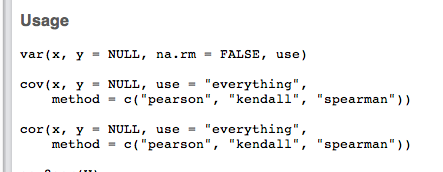 Usage
var(x, y = NULL, na.rm = FALSE, use)
cov(x, y = NULL, use = "everything",
    method = c("pearson", "kendall", "spearman"))
cor(x, y = NULL, use = "everything",
    method = c("pearson", "kendall", "spearman"))